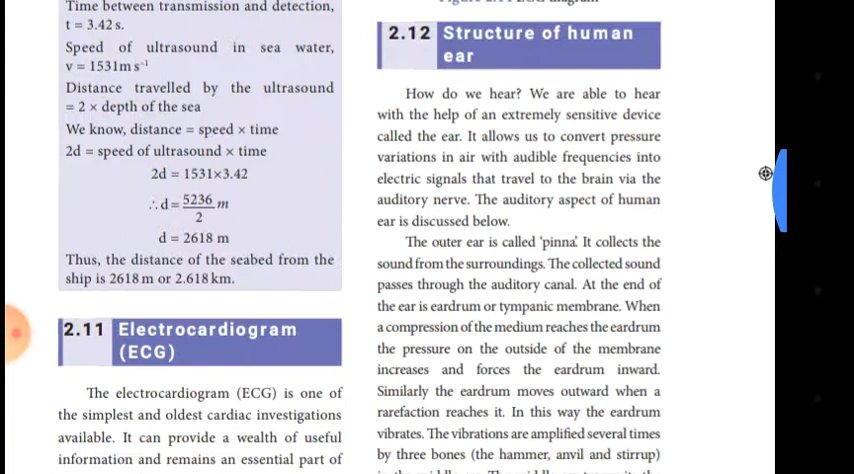 Time between transmission and detection,
t = 3.42 s.
Speed of ultrasound in sea water,
v = 1531m s⁻¹
Distance travelled by the ultrasound
= 2 × depth of the sea
We know, distance = speed × time
2d = speed of ultrasound × time
2d = 1531×3.42
∴ d = 5236/2 m
d = 2618 m
Thus, the distance of the seabed from the
ship is 2618 m or 2.618 km.
2.11 Electrocardiogram
(ECG)
The electrocardiogram (ECG) is one of
the simplest and oldest cardiac investigations
available. It can provide a wealth of useful
information and remains an essential part of
2.12 Structure of human
ear
How do we hear? We are able to hear
with the help of an extremely sensitive device
called the ear. It allows us to convert pressure
variations in air with audible frequencies into
electric signals that travel to the brain via the
auditory nerve. The auditory aspect of human
ear is discussed below.
The outer ear is called ‘pinna’. It collects the
sound from the surroundings. The collected sound
passes through the auditory canal. At the end of
the ear is eardrum or tympanic membrane. When
a compression of the medium reaches the eardrum
the pressure on the outside of the membrane
increases and forces the eardrum inward.
Similarly the eardrum moves outward when a
rarefaction reaches it. In this way the eardrum
vibrates. The vibrations are amplified several times
by three bones (the hammer, anvil and stirrup)